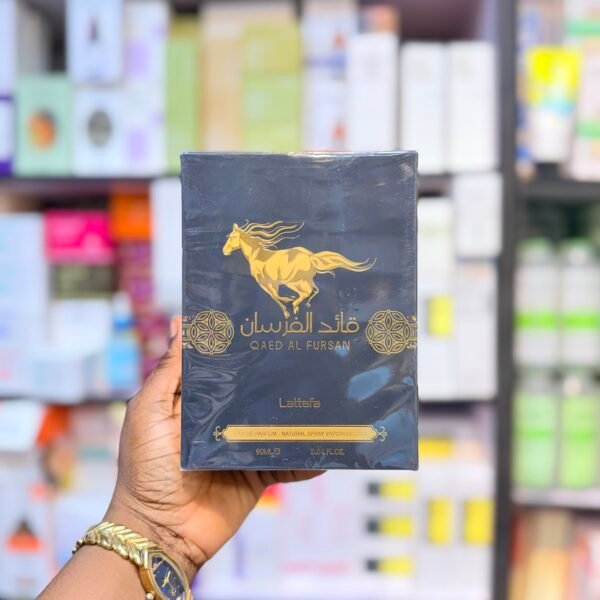 قائد الفرسان
QAED AL FURSAN
Lattafa
EAU DE PARFUM - NATURAL SPRAY VAPORISATEUR
90ML℮ 3.04 FL.OZ.